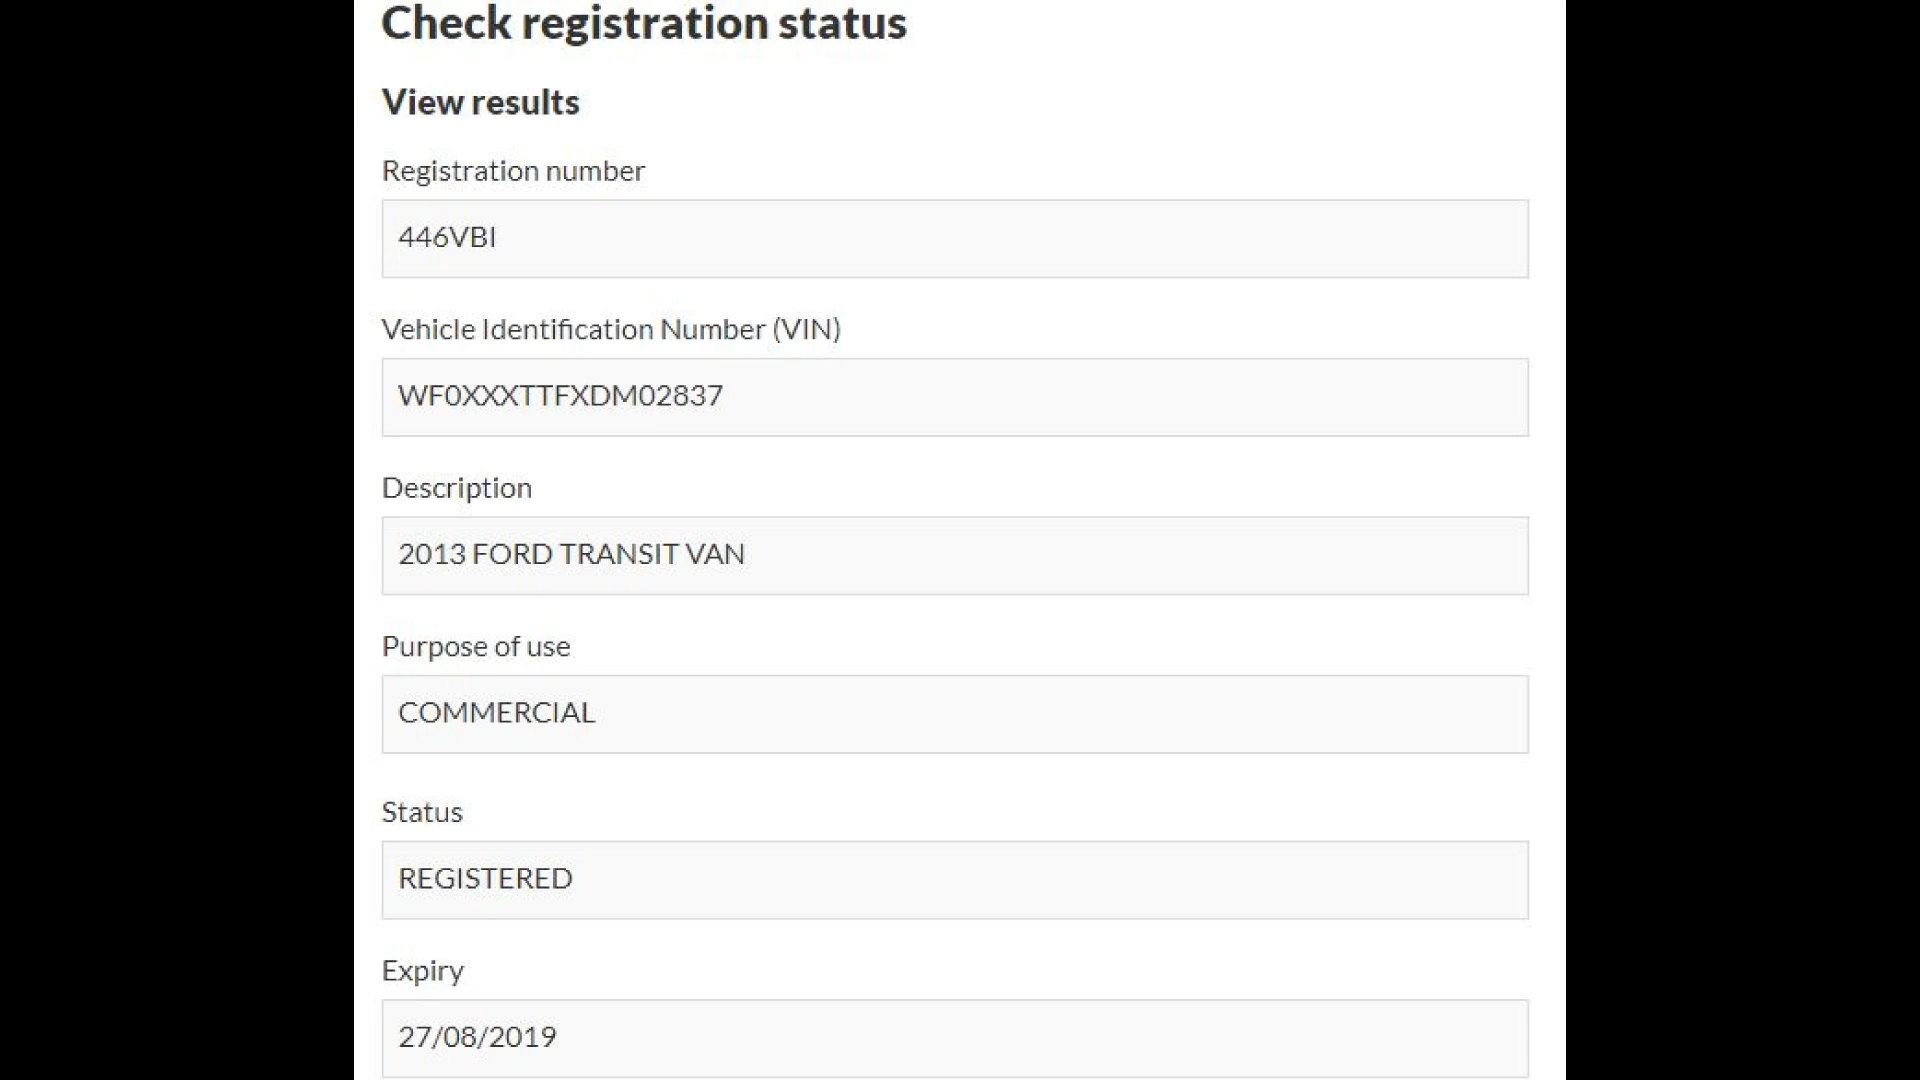 Check registration status
View results
Registration number
446VBI
Vehicle Identification Number (VIN)
WF0XXXTTFXDM02837
Description
2013 FORD TRANSIT VAN
Purpose of use
COMMERCIAL
Status
REGISTERED
Expiry
27/08/2019